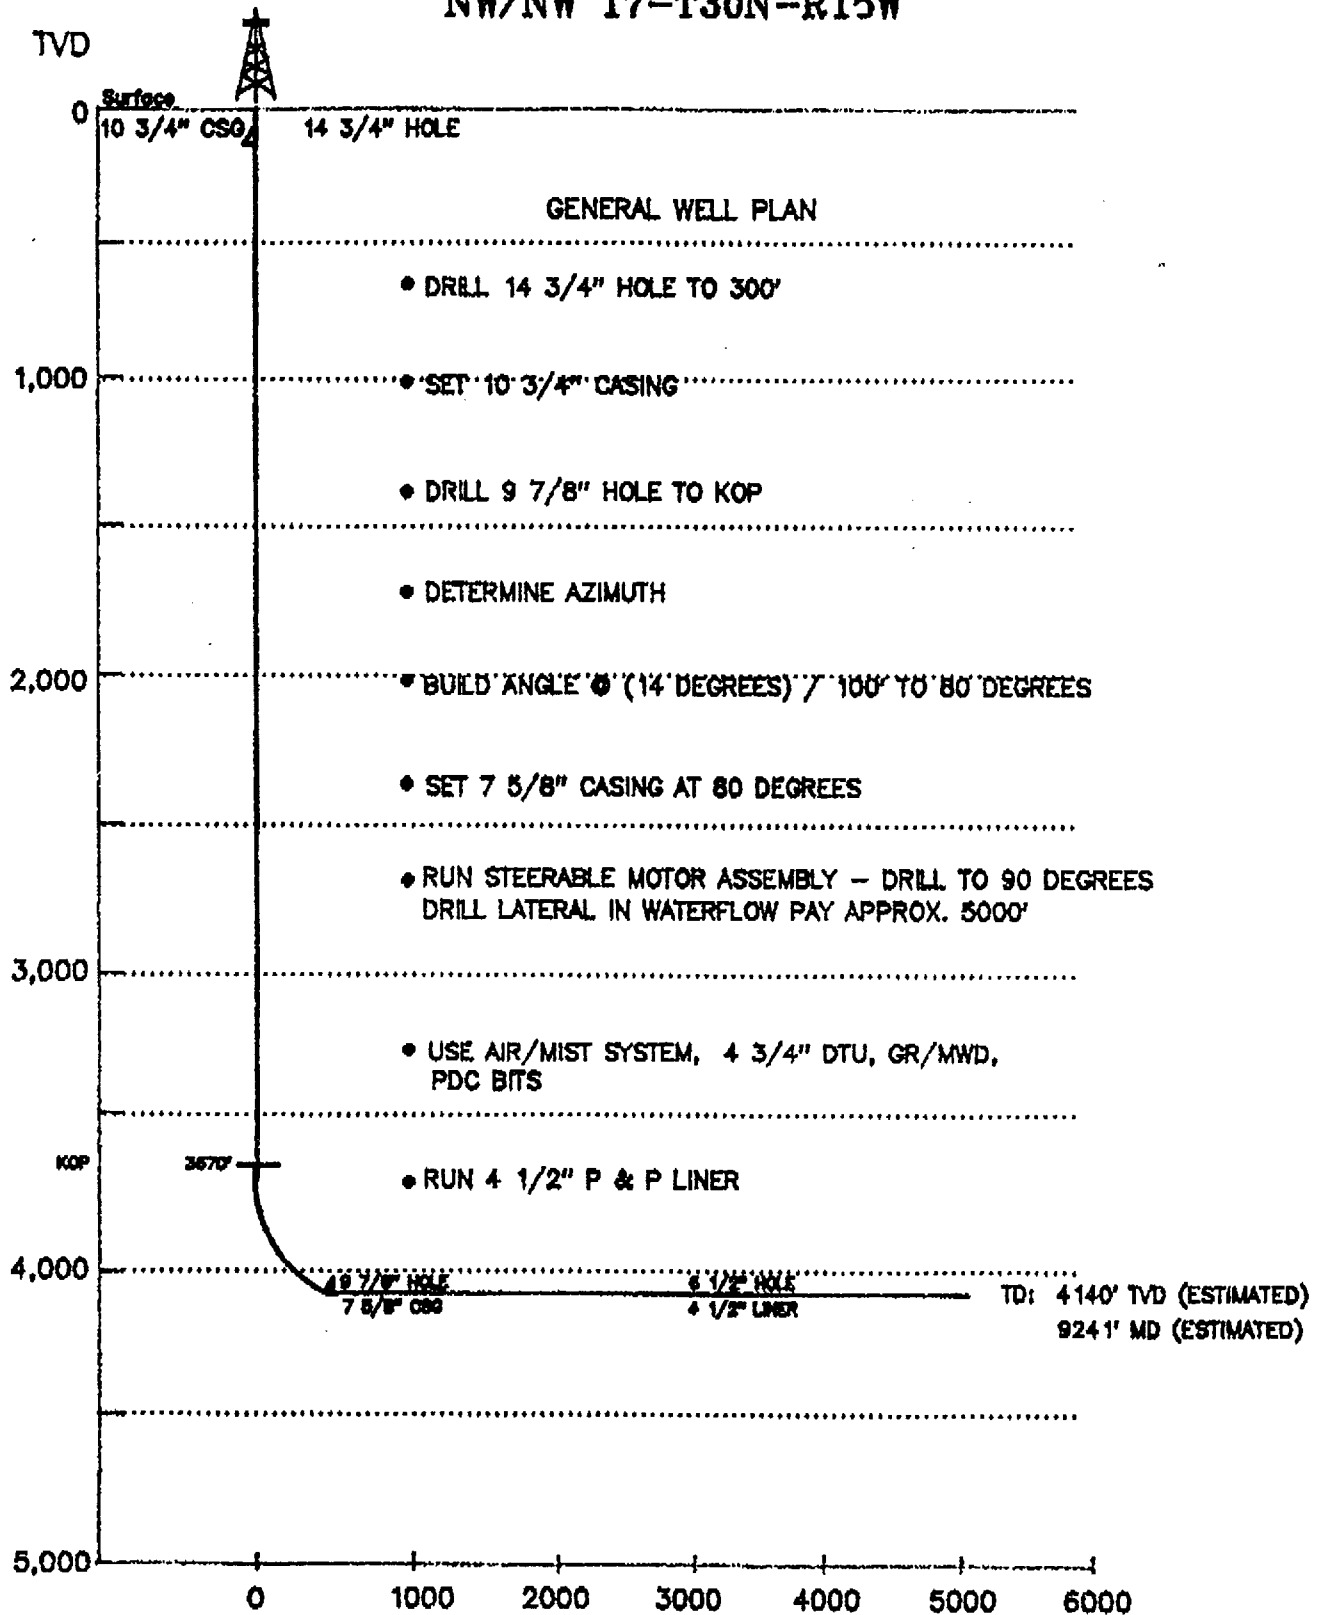 NW/NW 17-T30N-R15W
TVD
Surface
0
10 3/4" CSG
14 3/4" HOLE
GENERAL WELL PLAN
• DRILL 14 3/4" HOLE TO 300'
1,000
• SET 10 3/4" CASING
• DRILL 9 7/8" HOLE TO KOP
• DETERMINE AZIMUTH
2,000
• BUILD ANGLE @ (14 DEGREES) / 100' TO 80 DEGREES
• SET 7 5/8" CASING AT 80 DEGREES
• RUN STEERABLE MOTOR ASSEMBLY – DRILL TO 90 DEGREES
DRILL LATERAL IN WATERFLOW PAY APPROX. 5000'
3,000
• USE AIR/MIST SYSTEM, 4 3/4" DTU, GR/MWD,
PDC BITS
KOP
3670'
• RUN 4 1/2" P & P LINER
4,000
9 7/8" HOLE
7 5/8" CSG
6 1/2" HOLE
4 1/2" LINER
TD: 4140' TVD (ESTIMATED)
9241' MD (ESTIMATED)
5,000
0 1000 2000 3000 4000 5000 6000